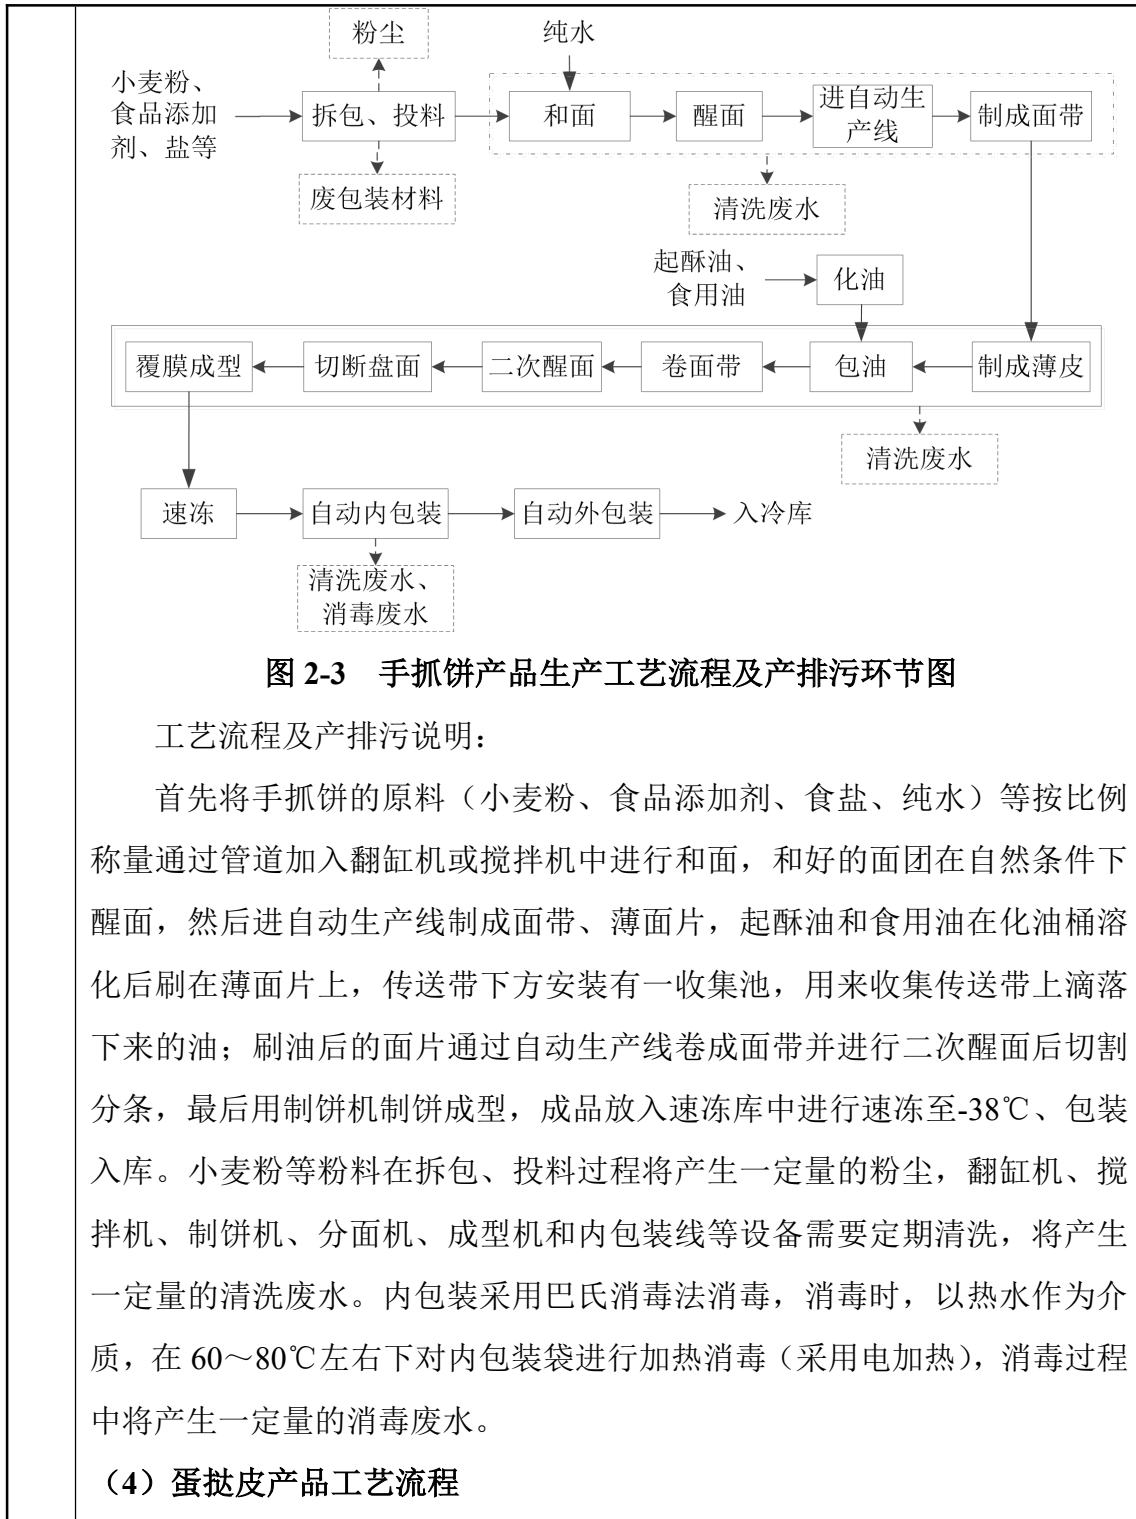 粉尘
纯水
小麦粉、
食品添加
剂、盐等
拆包、投料
和面
醒面
进自动生
产线
制成面带
废包装材料
清洗废水
起酥油、
食用油
化油
覆膜成型
切断盘面
二次醒面
卷面带
包油
制成薄皮
清洗废水
速冻
自动内包装
自动外包装
入冷库
清洗废水、
消毒废水
图 2-3 手抓饼产品生产工艺流程及产排污环节图
工艺流程及产排污说明：
首先将手抓饼的原料（小麦粉、食品添加剂、食盐、纯水）等按比例
称量通过管道加入翻缸机或搅拌机中进行和面，和好的面团在自然条件下
醒面，然后进自动生产线制成面带、薄面片，起酥油和食用油在化油桶溶
化后刷在薄面片上，传送带下方安装有一收集池，用来收集传送带上滴落
下来的油；刷油后的面片通过自动生产线卷成面带并进行二次醒面后切割
分条，最后用制饼机制饼成型，成品放入速冻库中进行速冻至-38℃、包装
入库。小麦粉等粉料在拆包、投料过程将产生一定量的粉尘，翻缸机、搅
拌机、制饼机、分面机、成型机和内包装线等设备需要定期清洗，将产生
一定量的清洗废水。内包装采用巴氏消毒法消毒，消毒时，以热水作为介
质，在 60～80℃左右下对内包装袋进行加热消毒（采用电加热），消毒过程
中将产生一定量的消毒废水。
（4）蛋挞皮产品工艺流程